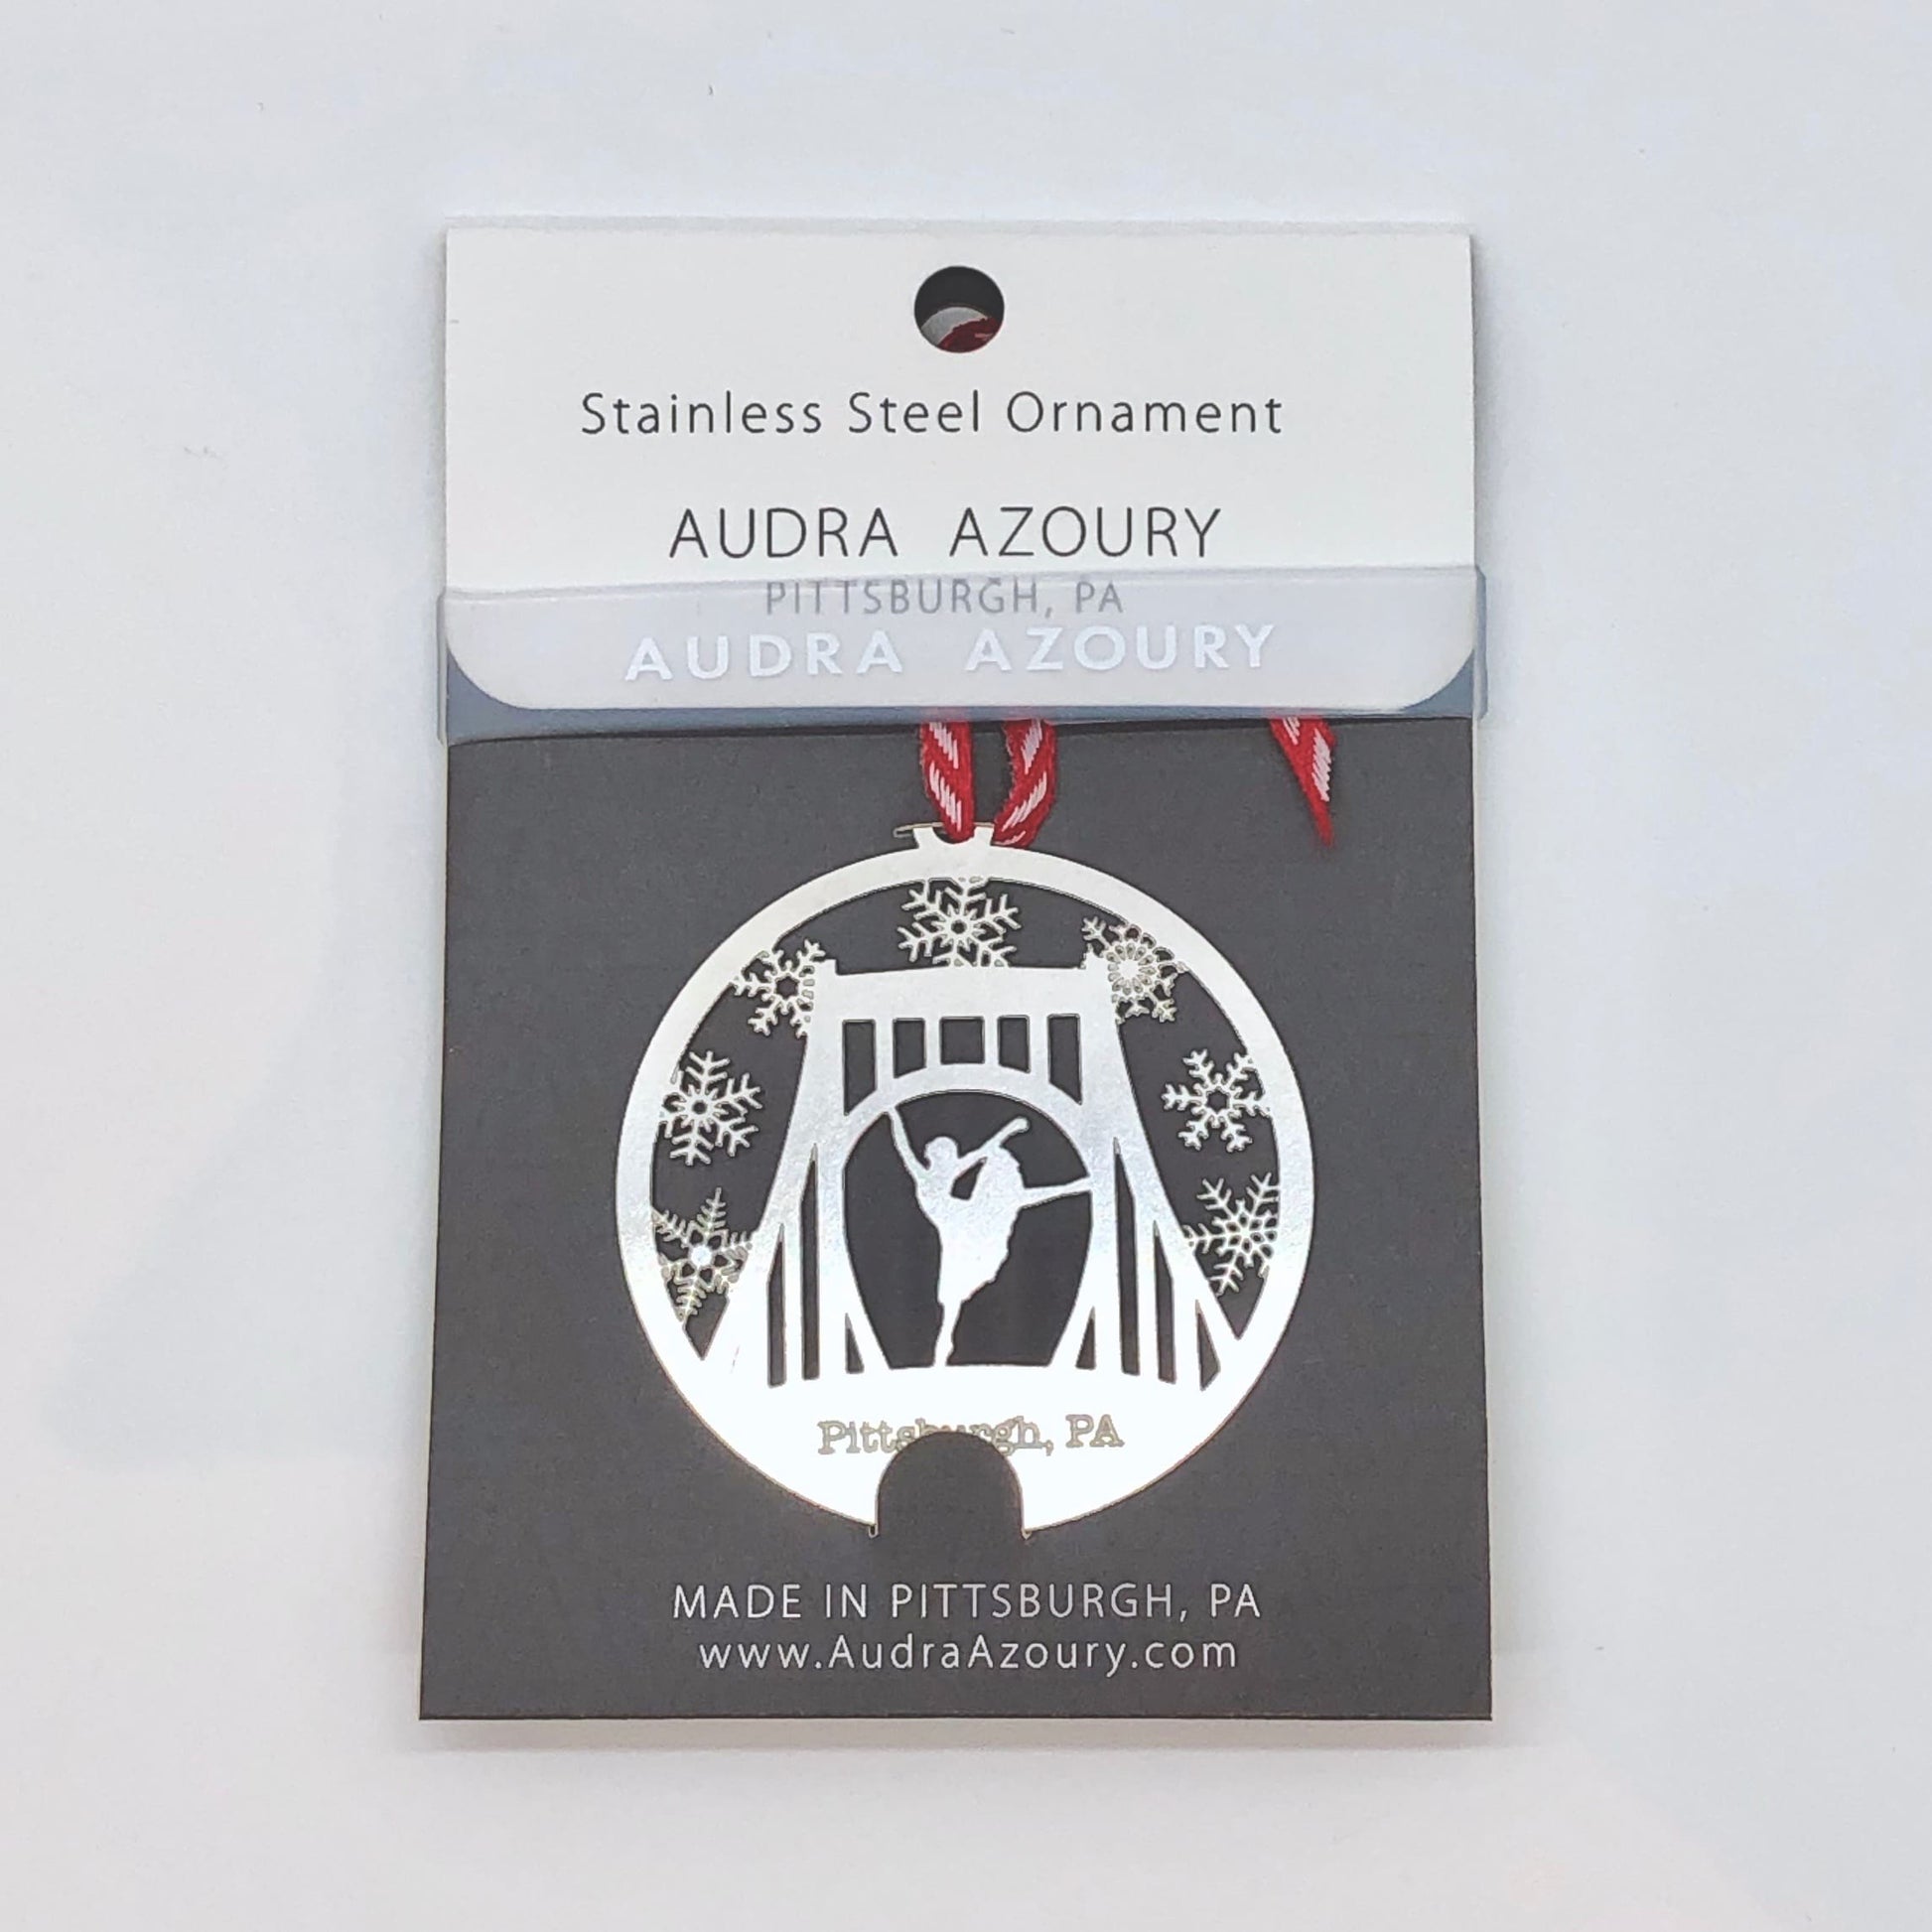 Stainless Steel Ornament
AUDRA AZOURY
PITTSBURGH, PA
AUDRA AZOURY
Pittsburgh, PA
MADE IN PITTSBURGH, PA
www.AudraAzoury.com